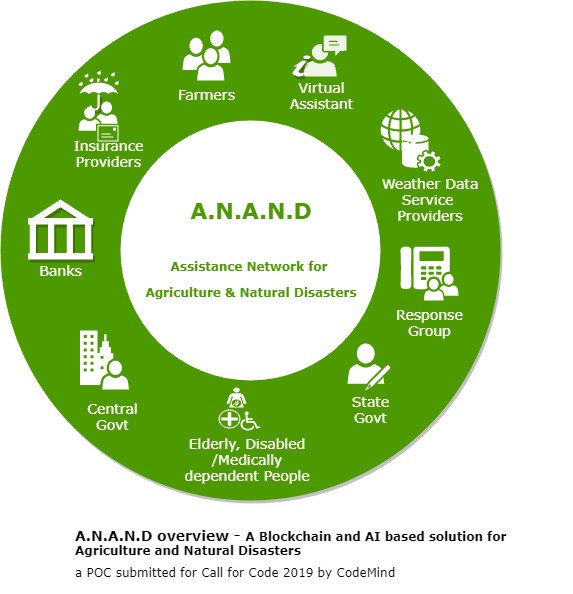 Farmers
Virtual
Assistant
Weather Data
Service
Providers
Response
Group
State
Govt
Elderly, Disabled
/Medically
dependent People
Central
Govt
Banks
Insurance
Providers
A.N.A.N.D
Assistance Network for
Agriculture & Natural Disasters
A.N.A.N.D overview - A Blockchain and AI based solution for
Agriculture and Natural Disasters
a POC submitted for Call for Code 2019 by CodeMind